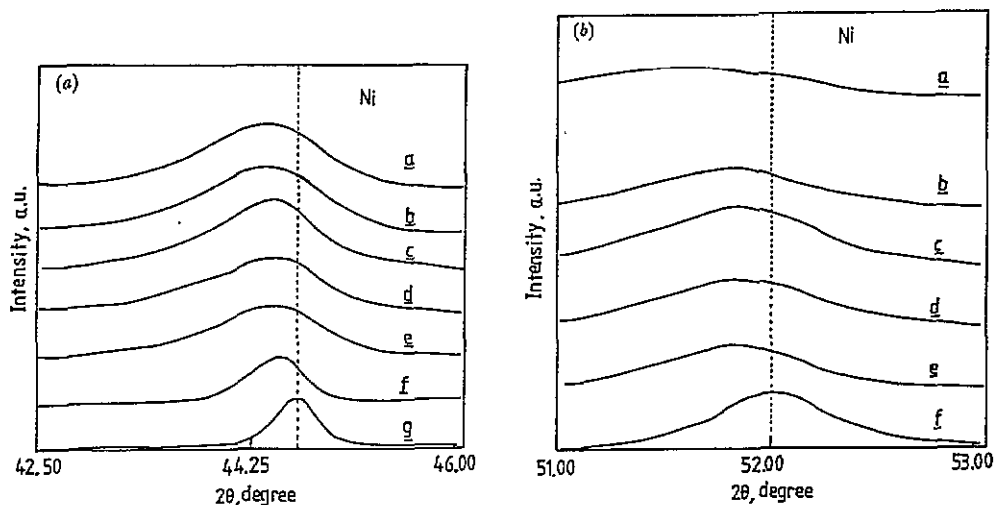 (a)
Ni
a
b
c
d
e
f
g
Intensity, a.u.
42.50
44.25
46.00
2θ, degree
(b)
Ni
a
b
c
d
e
f
Intensity, a.u.
51.00
52.00
53.00
2θ, degree